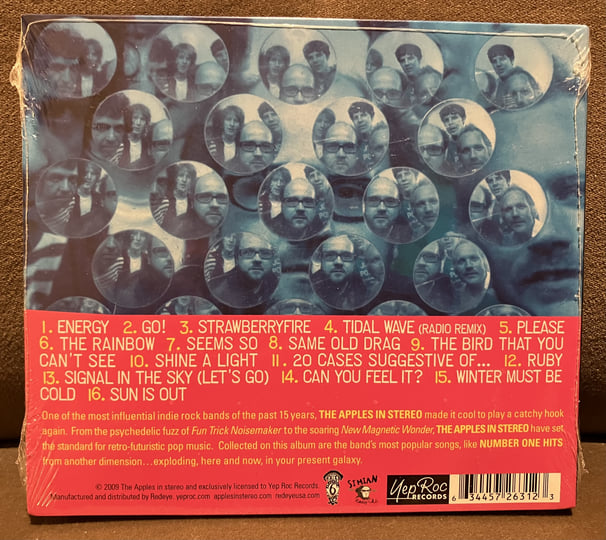 1. ENERGY 2. GO! 3. STRAWBERRYFIRE 4. TIDAL WAVE (RADIO REMIX) 5. PLEASE
6. THE RAINBOW 7. SEEMS SO 8. SAME OLD DRAG 9. THE BIRD THAT YOU
CAN'T SEE 10. SHINE A LIGHT 11. 20 CASES SUGGESTIVE OF... 12. RUBY
13. SIGNAL IN THE SKY (LET'S GO) 14. CAN YOU FEEL IT? 15. WINTER MUST BE
COLD 16. SUN IS OUT
One of the most influential indie rock bands of the past 15 years, THE APPLES IN STEREO made it cool to play a catchy hook
again. From the psychedelic fuzz of Fun Trick Noisemaker to the soaring New Magnetic Wonder, THE APPLES IN STEREO have set
the standard for retro-futuristic pop music. Collected on this album are the band's most popular songs, like NUMBER ONE HITS
from another dimension...exploding, here and now, in your present galaxy.
© 2009 The Apples in stereo and exclusively licensed to Yep Roc Records.
Manufactured and distributed by Redeye. yeproc.com applesinstereo.com redeyeusa.com
6
SIMIAN
Yep Roc
RECORDS
6 34457 26312 3